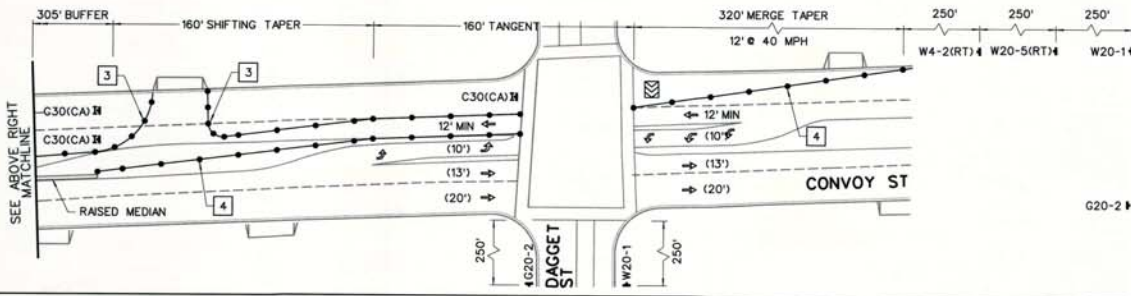 305' BUFFER
160' SHIFTING TAPER
160' TANGENT
320' MERGE TAPER
250'
250'
250'
12' @ 40 MPH
W4-2(RT)
W20-5(RT)
W20-1
3
3
G30(CA)
C30(CA)
C30(CA)
12' MIN
12' MIN
4
(10')
(10')
(13')
(13')
(20')
(20')
CONVOY ST
SEE ABOVE RIGHT
MATCHLINE
RAISED MEDIAN
4
G20-2
250'
G20-2
DAGGET
ST
W20-1
250'